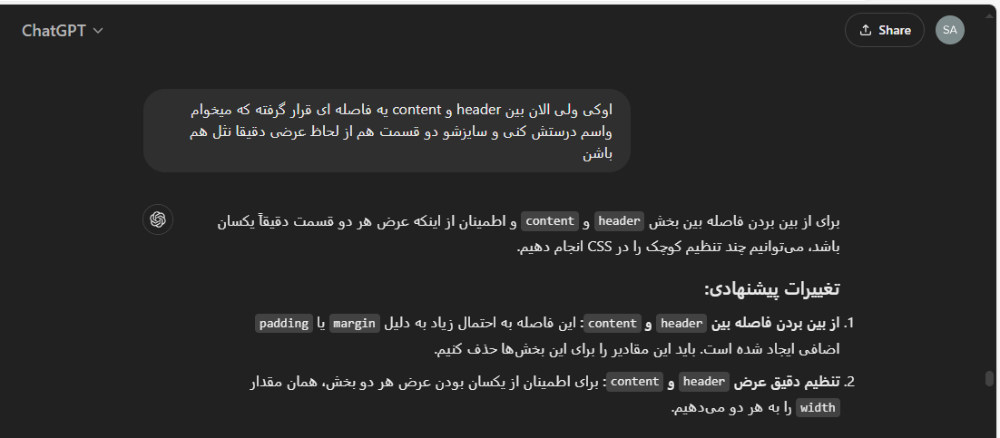 ChatGPT
Share
SA
اوکی ولی الان بین header و content یه فاصله ای قرار گرفته که میخوام
واسم درستش کنی و سایزشو دو قسمت هم از لحاظ عرضی دقیقا نثل هم
باشن
برای از بین بردن فاصله بین بخش header و content و اطمینان از اینکه عرض هر دو قسمت دقیقاً یکسان
باشد، می‌توانیم چند تنظیم کوچک را در CSS انجام دهیم.
تغییرات پیشنهادی:
1. از بین بردن فاصله بین header و content: این فاصله به احتمال زیاد به دلیل margin یا padding
اضافی ایجاد شده است. باید این مقادیر را برای این بخش‌ها حذف کنیم.
2. تنظیم دقیق عرض header و content: برای اطمینان از یکسان بودن عرض هر دو بخش، همان مقدار
width را به هر دو می‌دهیم.